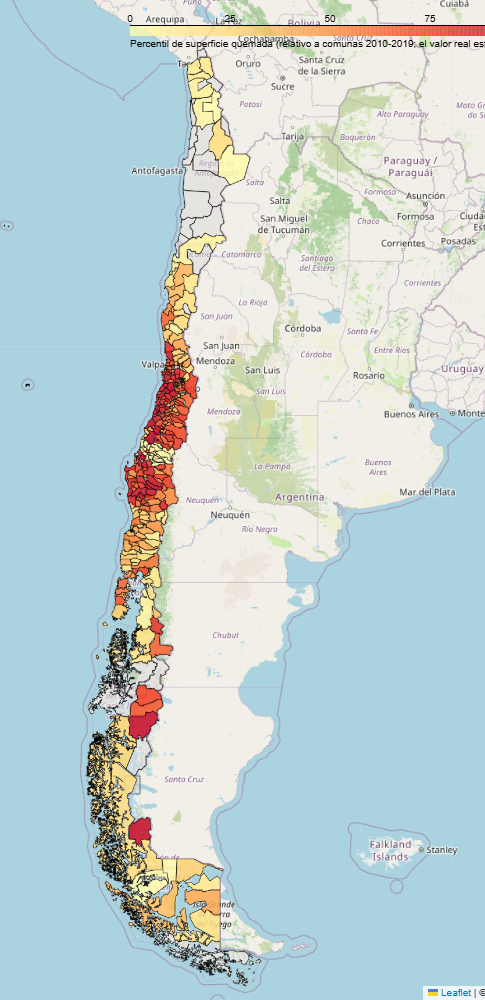 Cuiabá
0 25 50 75
Arequipa
Bolivia
Cochabamba
Santa Cruz
Percentil de superficie quemada (relativo a comunas 2010-2019, el valor real est
Oruro
Santa Cruz
de la Sierra
Sucre
Potosí
Alto Paraguay
Tarija
Boquerón
Antofagasta
Paraguay /
Paraguái
Salta
Formosa
Asunción
Salta
San Miguel
de Tucumán
Chaco
Formosa
Corrientes
Posadas
Catamarca
Santiago
del Estero
Corrientes
La Rioja
San Juan
Santa Fe
Córdoba
San Juan
Córdoba
Entre Ríos
Mendoza
San Luis
Rosario
Uruguay
San Luis
Mendoza
Buenos Aires
La Pampa
Buenos
Aires
Neuquén
Argentina
Mar del Plata
Neuquén
Río Negro
Chubut
Santa Cruz
Falkland
Islands
Stanley
Leaflet | ©